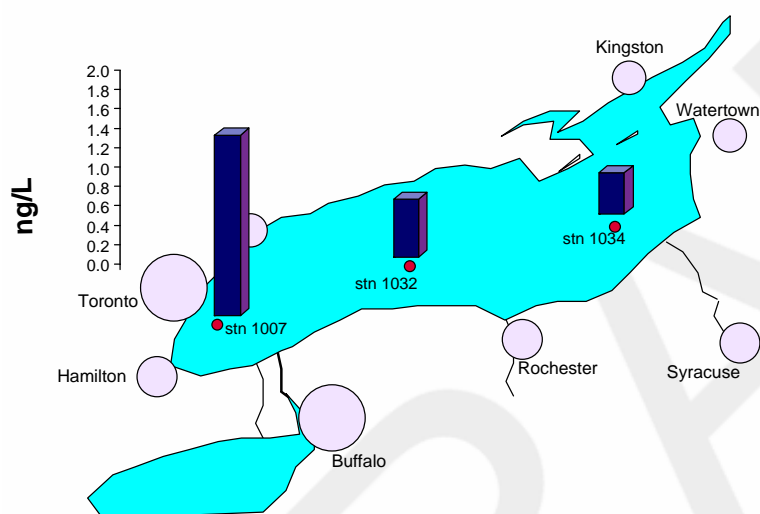 Kingston
2.0
1.8
1.6
1.4
1.2
1.0
0.8
0.6
0.4
0.2
0.0
ng/L
Watertown
stn 1034
stn 1032
Toronto
stn 1007
Hamilton
Rochester
Syracuse
Buffalo